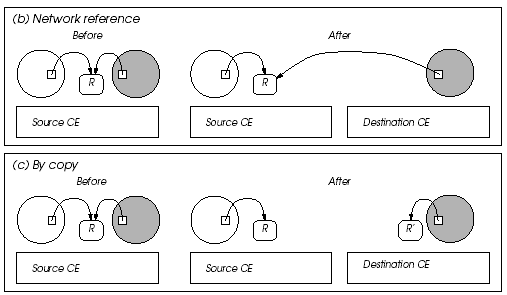 (b) Network reference
Before
After
R
R
Source CE
Source CE
Destination CE
(c) By copy
Before
After
R
R
R'
Source CE
Source CE
Destination CE